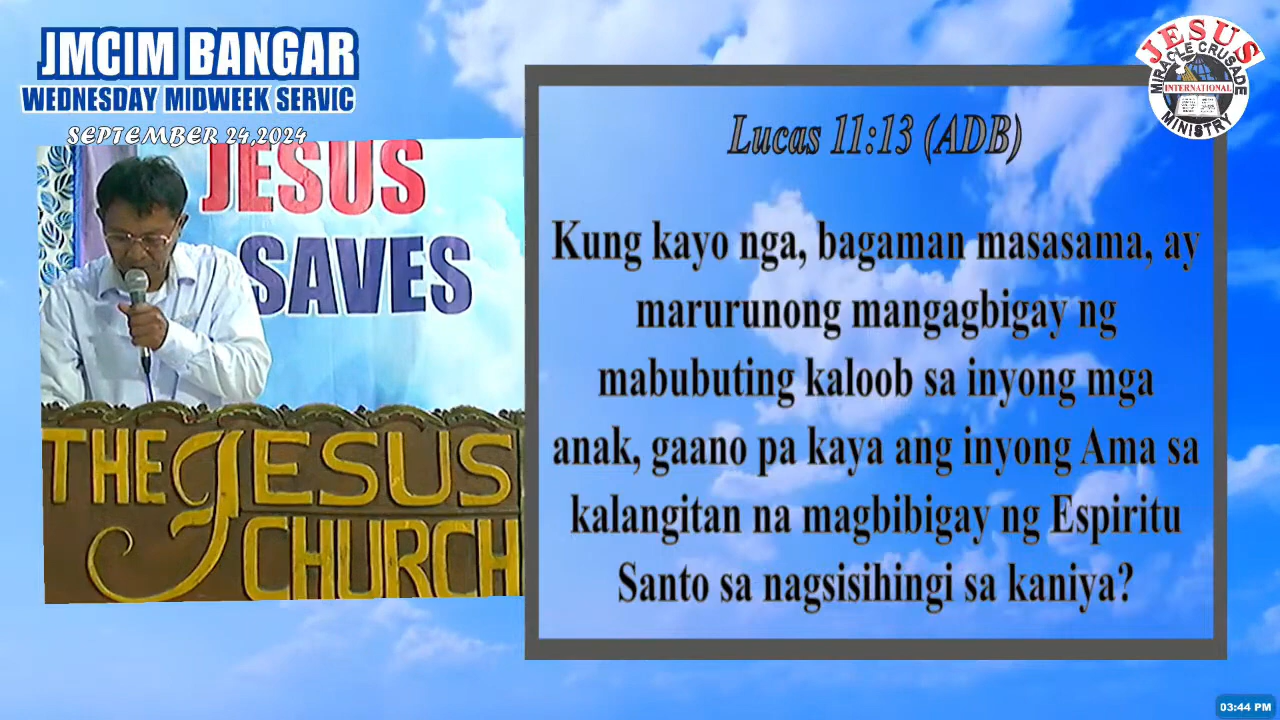 JMCIM BANGAR
WEDNESDAY MIDWEEK SERVIC
SEPTEMBER 24,2024
JESUS
SAVES
THE JESUS
CHURCH
Lucas 11:13 (ADB)
Kung kayo nga, bagaman masasama, ay
marurunong mangagbigay ng
mabubuting kaloob sa inyong mga
anak, gaano pa kaya ang inyong Ama sa
kalangitan na magbibigay ng Espiritu
Santo sa nagsisihingi sa kaniya?
JESUS
MIRACLE CRUSADE
INTERNATIONAL
MINISTRY
03:44 PM